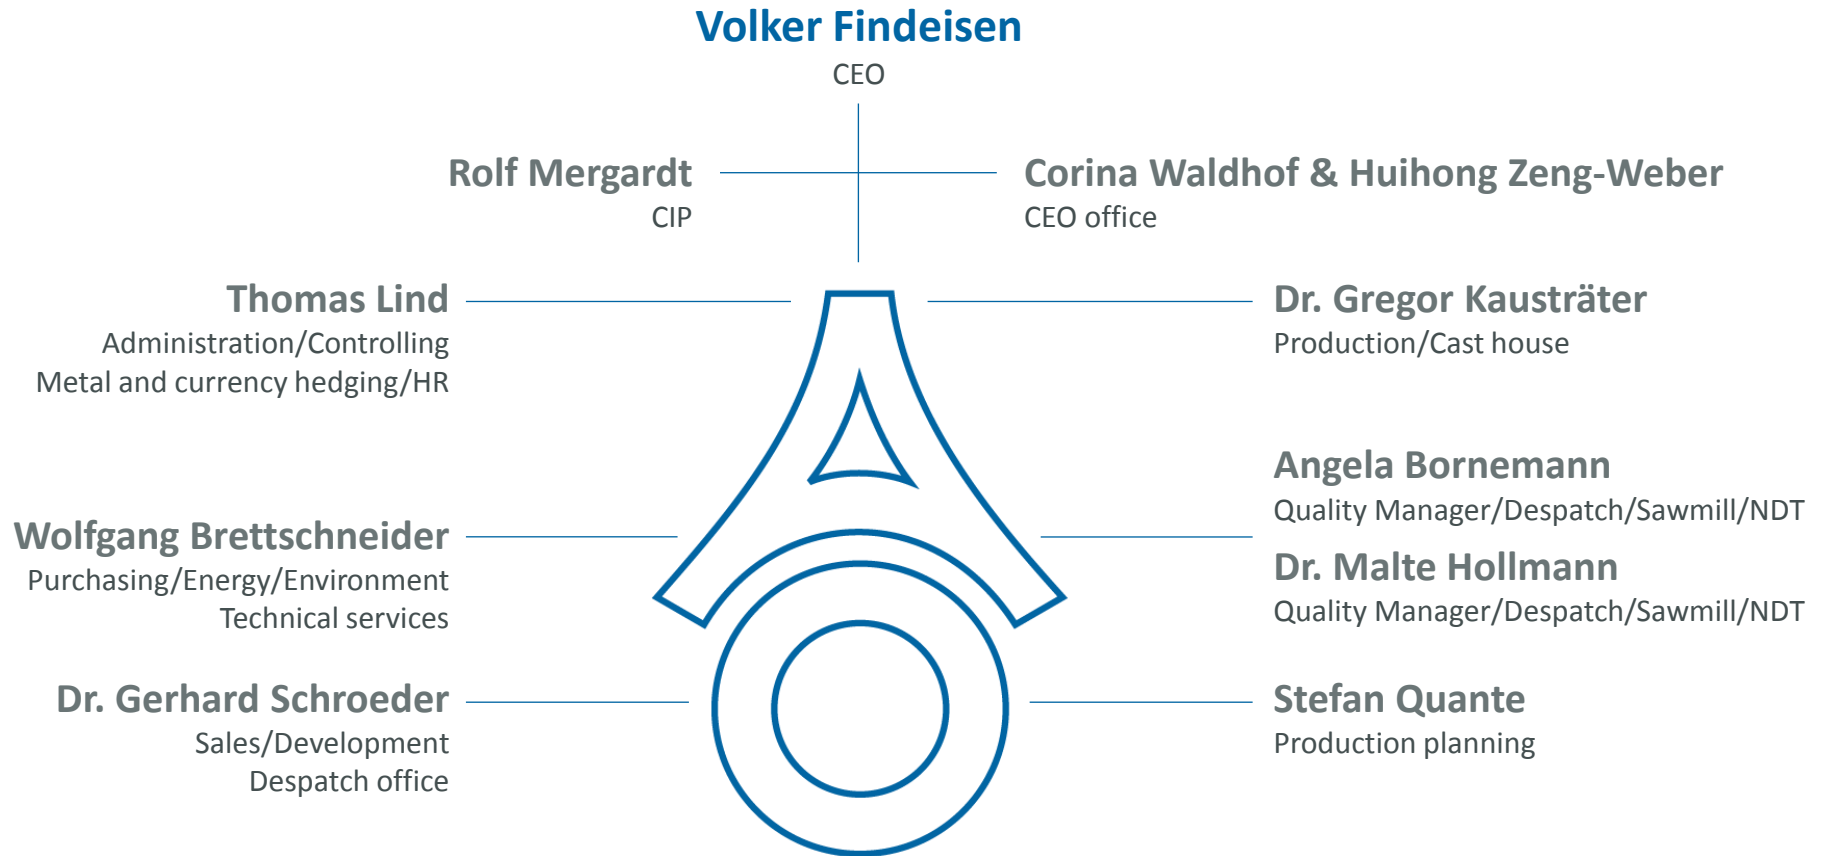 Volker Findeisen
CEO
Rolf Mergardt
CIP
Corina Waldhof & Huihong Zeng-Weber
CEO office
Thomas Lind
Administration/Controlling
Metal and currency hedging/HR
Dr. Gregor Kausträter
Production/Cast house
Wolfgang Brettschneider
Purchasing/Energy/Environment
Technical services
Angela Bornemann
Quality Manager/Despatch/Sawmill/NDT
Dr. Malte Hollmann
Quality Manager/Despatch/Sawmill/NDT
Dr. Gerhard Schroeder
Sales/Development
Despatch office
Stefan Quante
Production planning